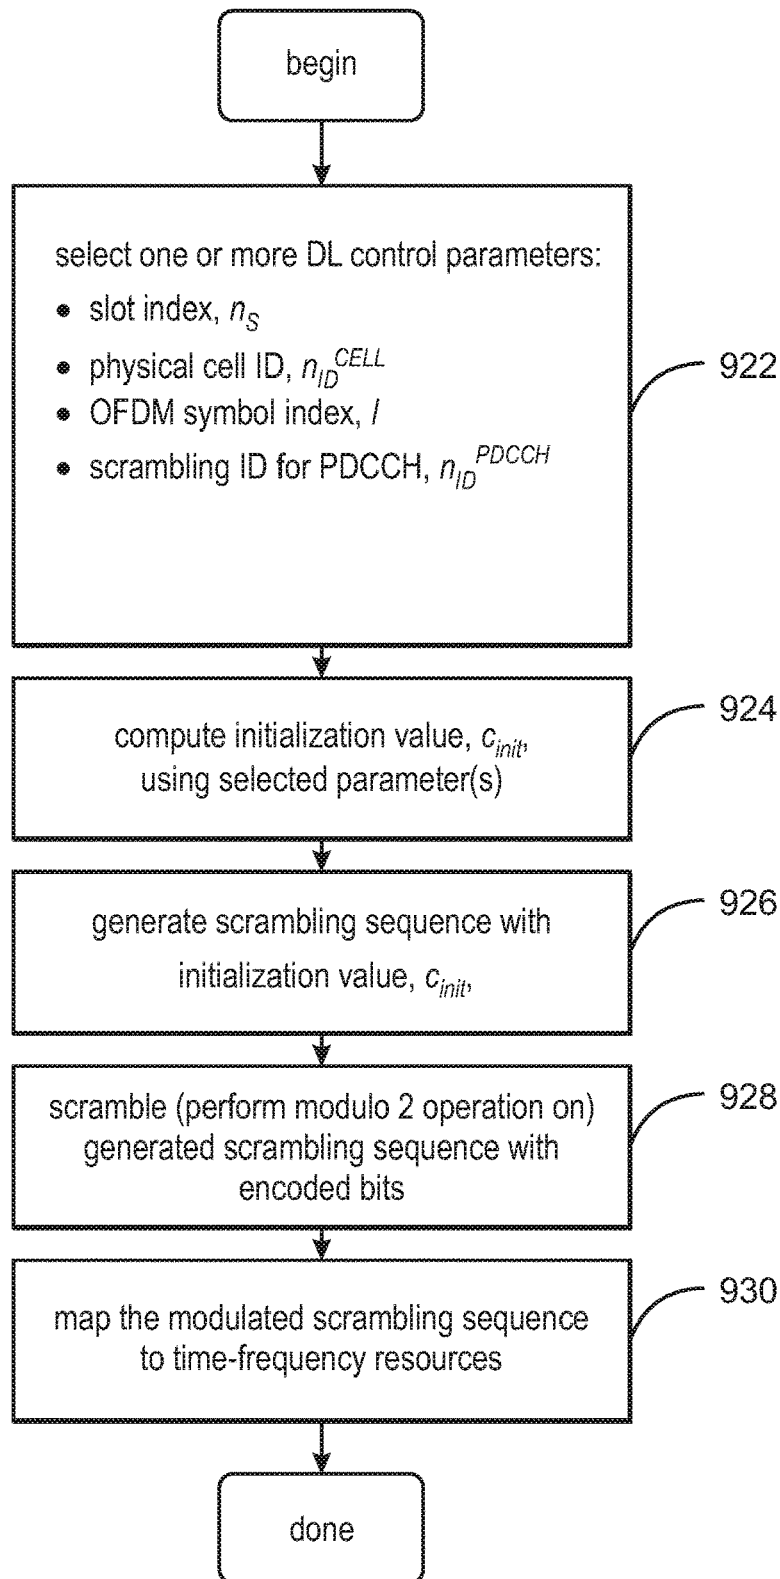 begin
select one or more DL control parameters:
• slot index, n_S
• physical cell ID, n_ID^CELL
• OFDM symbol index, l
• scrambling ID for PDCCH, n_ID^PDCCH
922
compute initialization value, c_init,
using selected parameter(s)
924
generate scrambling sequence with
initialization value, c_init,
926
scramble (perform modulo 2 operation on)
generated scrambling sequence with
encoded bits
928
map the modulated scrambling sequence
to time-frequency resources
930
done